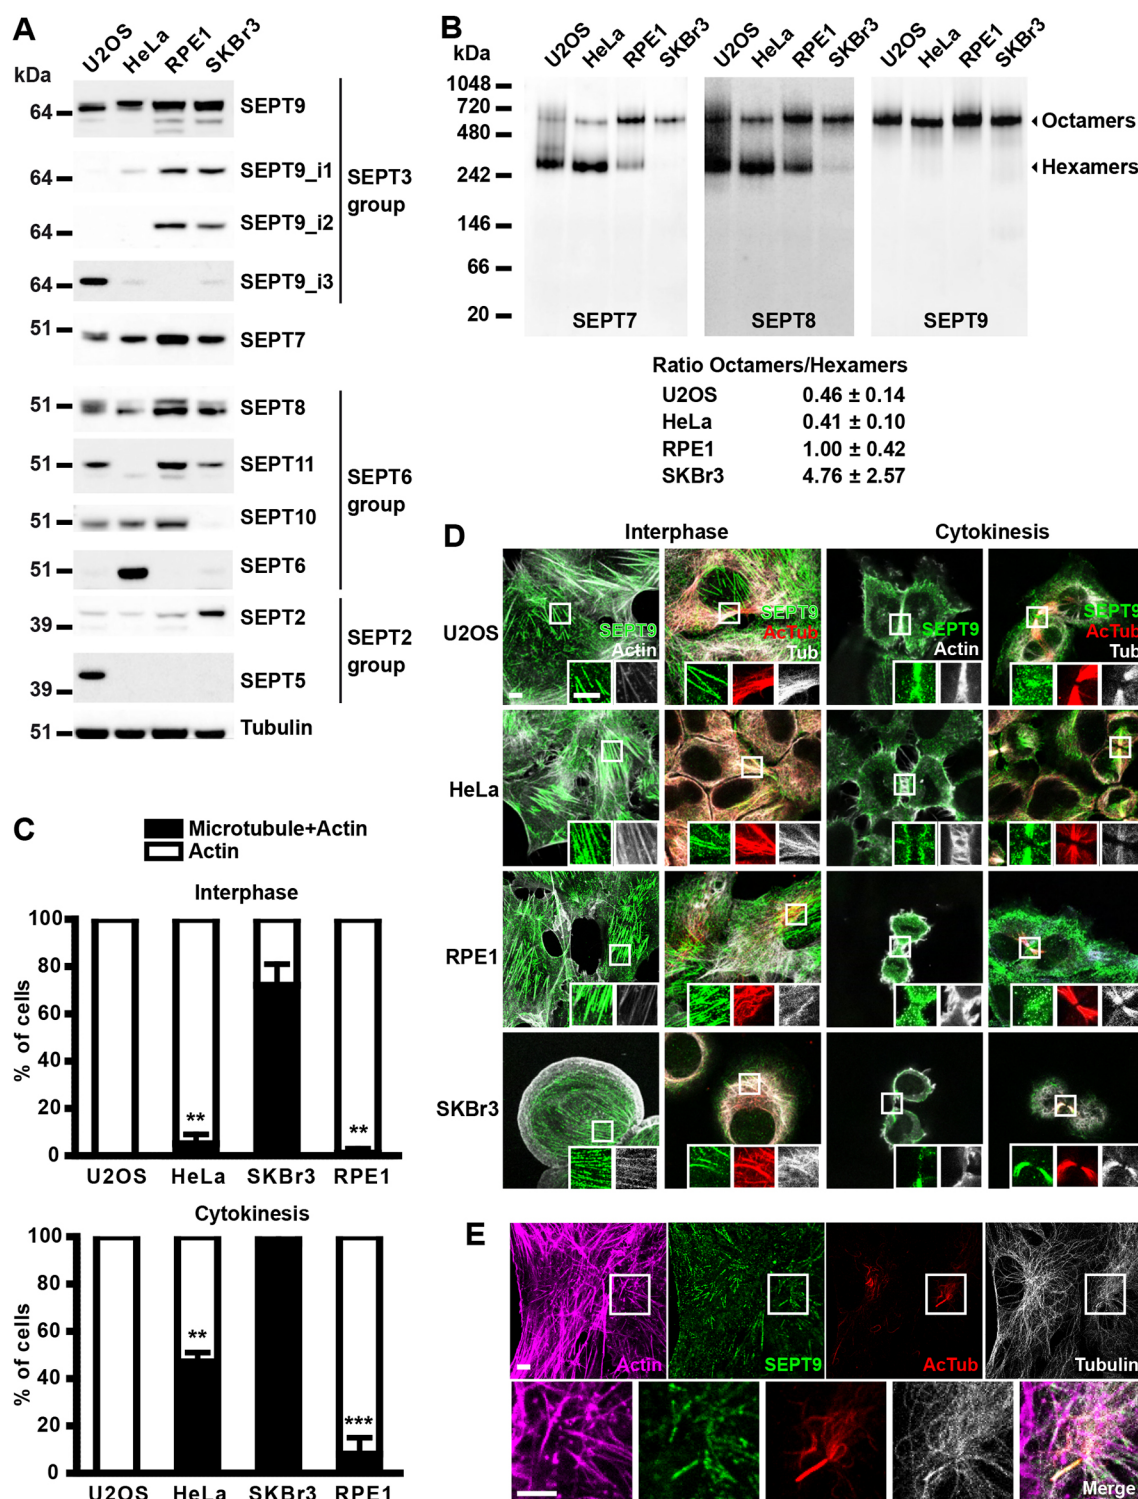 A
U2OS
HeLa
RPE1
SKBr3
kDa
64
SEPT9
64
SEPT9_i1
SEPT3
group
64
SEPT9_i2
64
SEPT9_i3
51
SEPT7
51
SEPT8
51
SEPT11
SEPT6
group
51
SEPT10
51
SEPT6
39
SEPT2
SEPT2
group
39
SEPT5
51
Tubulin
B
U2OS
HeLa
RPE1
SKBr3
U2OS
HeLa
RPE1
SKBr3
U2OS
HeLa
RPE1
SKBr3
kDa
1048
720
480
242
146
66
20
Octamers
Hexamers
SEPT7
SEPT8
SEPT9
Ratio Octamers/Hexamers
U2OS 0.46 ± 0.14
HeLa 0.41 ± 0.10
RPE1 1.00 ± 0.42
SKBr3 4.76 ± 2.57
C
Microtubule+Actin
Actin
Interphase
100
80
60
40
20
0
% of cells
**
**
U2OS HeLa SKBr3 RPE1
Cytokinesis
100
80
60
40
20
0
% of cells
**
***
U2OS HeLa SKBr3 RPE1
D
Interphase
Cytokinesis
U2OS
SEPT9
Actin
SEPT9
AcTub
Tub
SEPT9
Actin
SEPT9
AcTub
Tub
HeLa
RPE1
SKBr3
E
Actin
SEPT9
AcTub
Tubulin
Merge